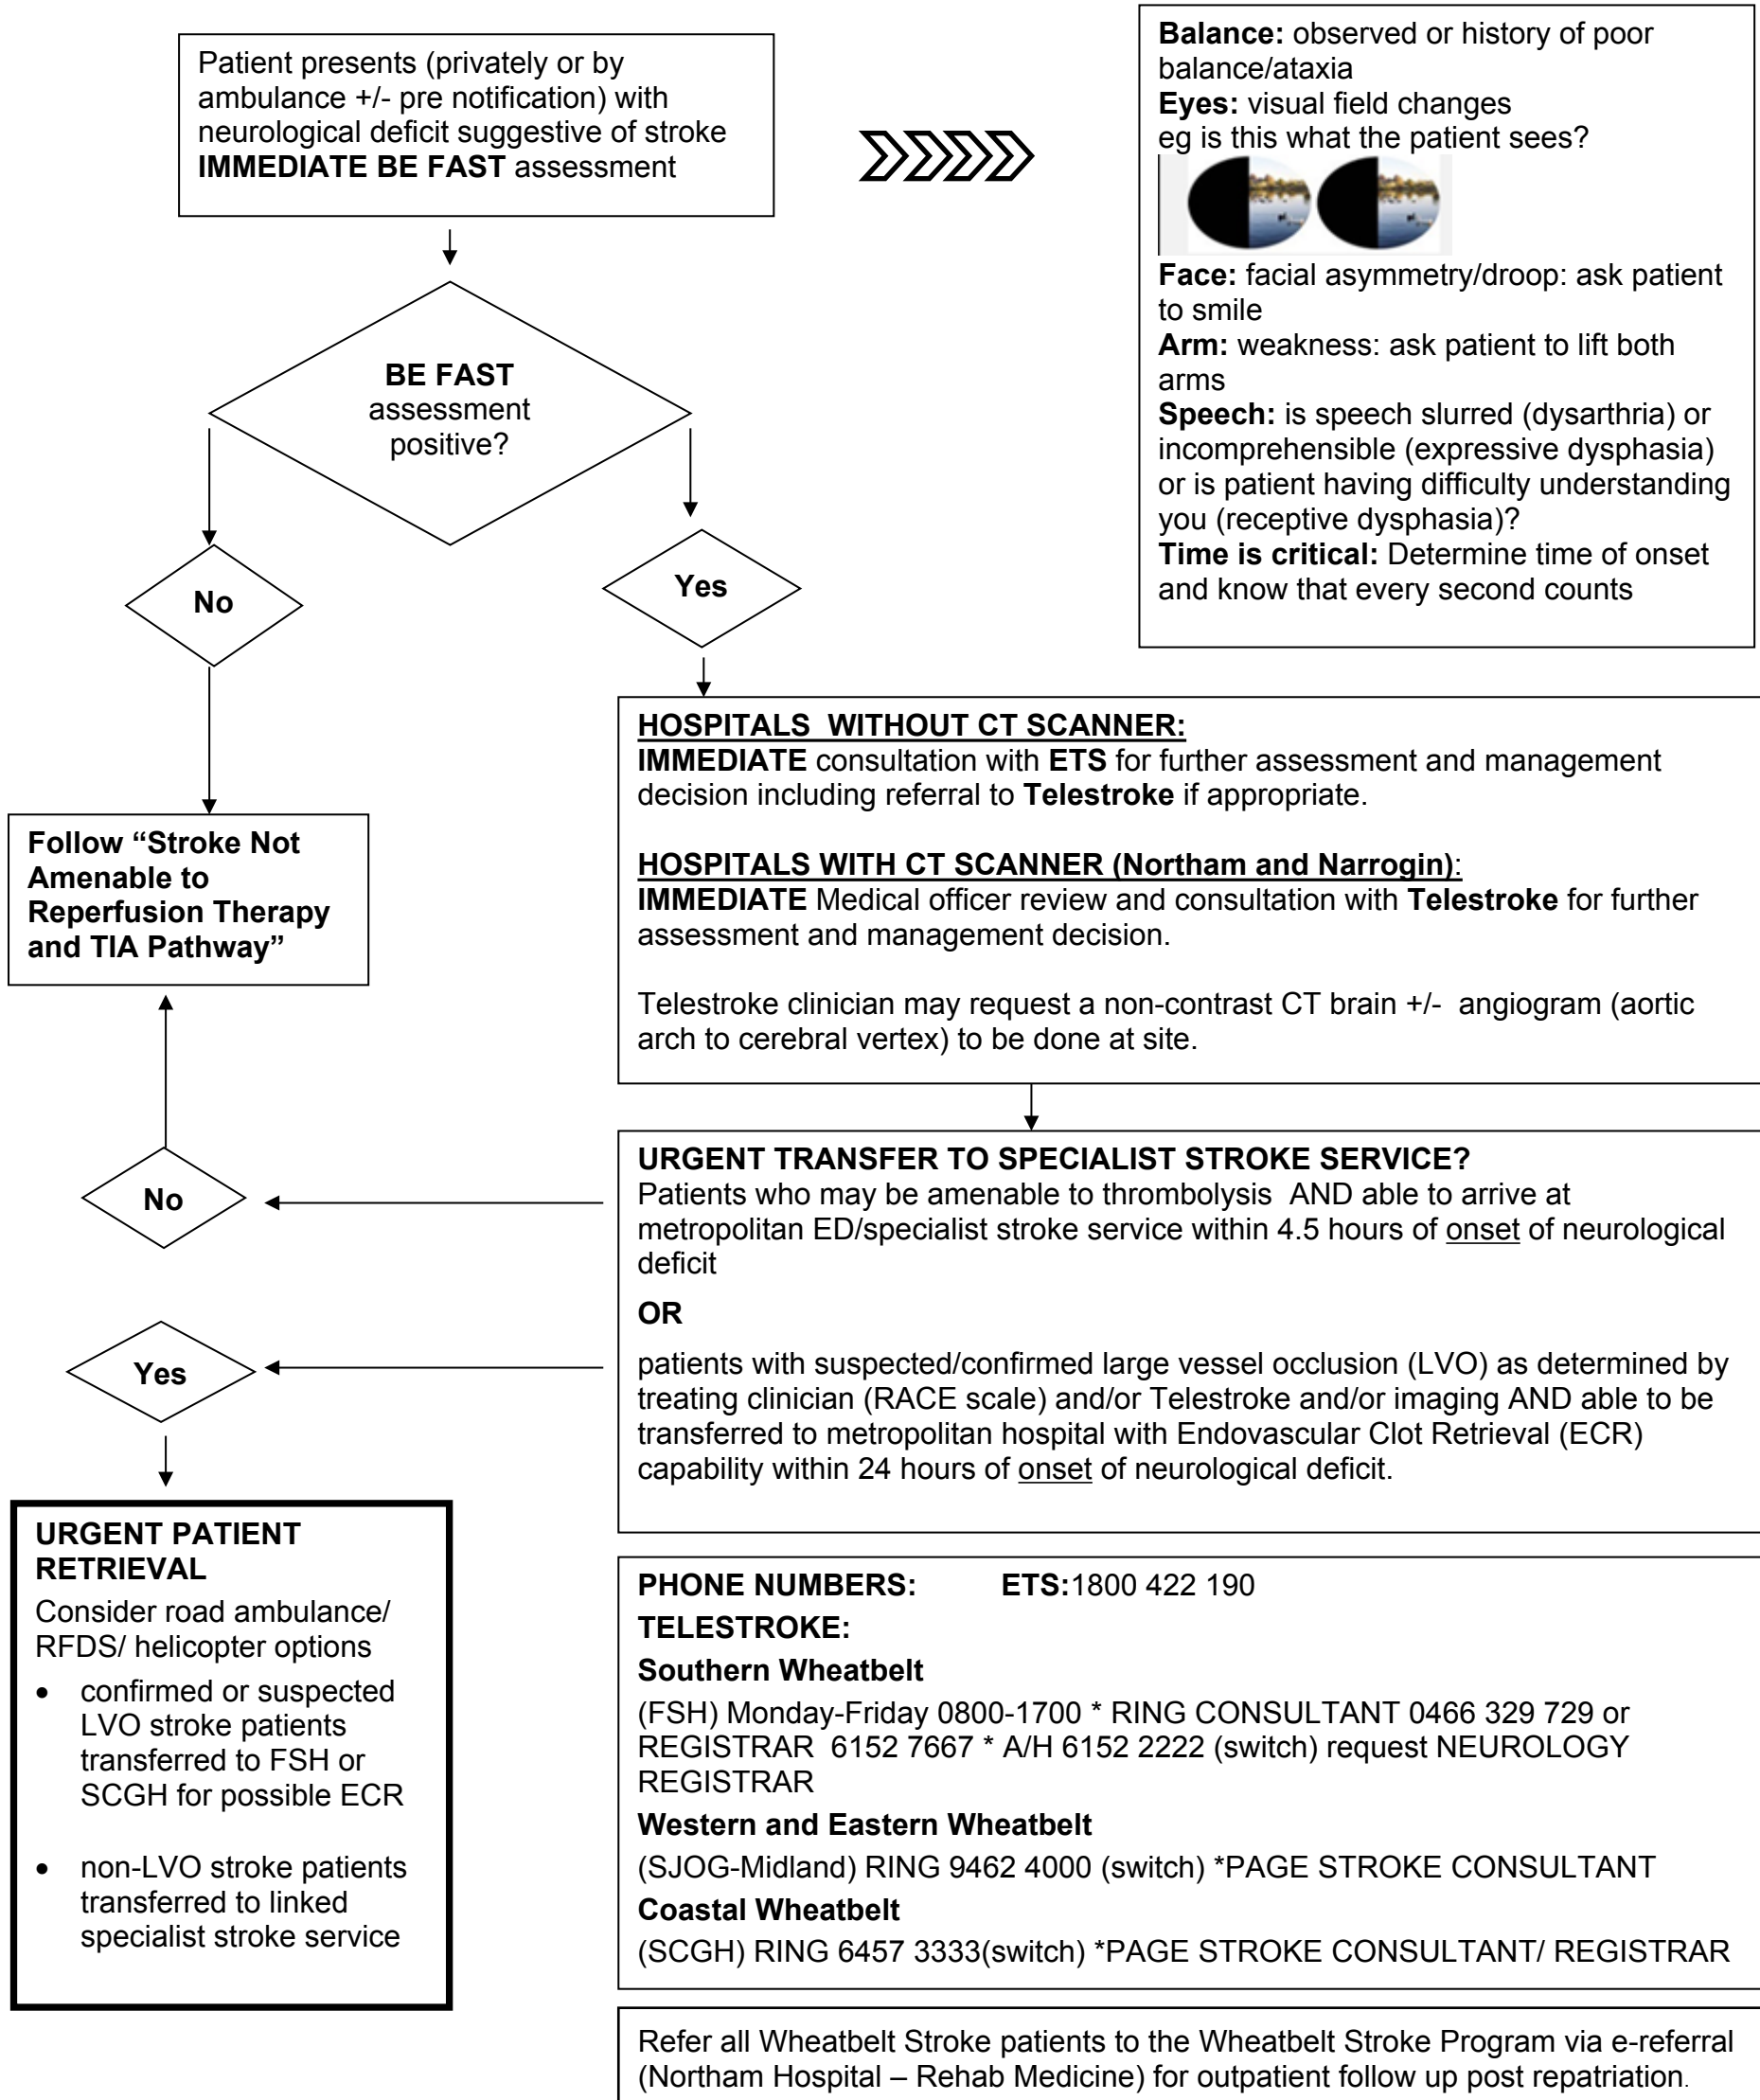 Patient presents (privately or by
ambulance +/- pre notification) with
neurological deficit suggestive of stroke
IMMEDIATE BE FAST assessment
Balance: observed or history of poor
balance/ataxia
Eyes: visual field changes
eg is this what the patient sees?
Face: facial asymmetry/droop: ask patient
to smile
Arm: weakness: ask patient to lift both
arms
Speech: is speech slurred (dysarthria) or
incomprehensible (expressive dysphasia)
or is patient having difficulty understanding
you (receptive dysphasia)?
Time is critical: Determine time of onset
and know that every second counts
BE FAST
assessment
positive?
No
Yes
HOSPITALS WITHOUT CT SCANNER:
IMMEDIATE consultation with ETS for further assessment and management
decision including referral to Telestroke if appropriate.
HOSPITALS WITH CT SCANNER (Northam and Narrogin):
IMMEDIATE Medical officer review and consultation with Telestroke for further
assessment and management decision.
Telestroke clinician may request a non-contrast CT brain +/- angiogram (aortic
arch to cerebral vertex) to be done at site.
Follow “Stroke Not
Amenable to
Reperfusion Therapy
and TIA Pathway”
No
Yes
URGENT TRANSFER TO SPECIALIST STROKE SERVICE?
Patients who may be amenable to thrombolysis AND able to arrive at
metropolitan ED/specialist stroke service within 4.5 hours of onset of neurological
deficit
OR
patients with suspected/confirmed large vessel occlusion (LVO) as determined by
treating clinician (RACE scale) and/or Telestroke and/or imaging AND able to be
transferred to metropolitan hospital with Endovascular Clot Retrieval (ECR)
capability within 24 hours of onset of neurological deficit.
URGENT PATIENT
RETRIEVAL
Consider road ambulance/
RFDS/ helicopter options
• confirmed or suspected
LVO stroke patients
transferred to FSH or
SCGH for possible ECR
• non-LVO stroke patients
transferred to linked
specialist stroke service
PHONE NUMBERS: ETS:1800 422 190
TELESTROKE:
Southern Wheatbelt
(FSH) Monday-Friday 0800-1700 * RING CONSULTANT 0466 329 729 or
REGISTRAR 6152 7667 * A/H 6152 2222 (switch) request NEUROLOGY
REGISTRAR
Western and Eastern Wheatbelt
(SJOG-Midland) RING 9462 4000 (switch) *PAGE STROKE CONSULTANT
Coastal Wheatbelt
(SCGH) RING 6457 3333(switch) *PAGE STROKE CONSULTANT/ REGISTRAR
Refer all Wheatbelt Stroke patients to the Wheatbelt Stroke Program via e-referral
(Northam Hospital – Rehab Medicine) for outpatient follow up post repatriation.